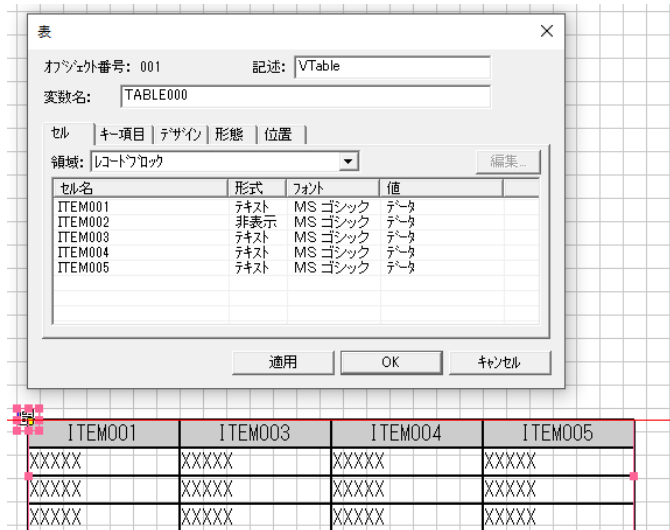 表
オブジェクト番号: 001 記述: VTable
変数名: TABLE000
セル キー項目 デザイン 形態 位置
領域: レコードブロック 編集...
セル名 形式 フォント 値
ITEM001 テキスト MS ゴシック データ
ITEM002 非表示 MS ゴシック データ
ITEM003 テキスト MS ゴシック データ
ITEM004 テキスト MS ゴシック データ
ITEM005 テキスト MS ゴシック データ
適用 OK キャンセル
ITEM001 ITEM003 ITEM004 ITEM005
XXXXX XXXXX XXXXX XXXXX
XXXXX XXXXX XXXXX XXXXX
XXXXX XXXXX XXXXX XXXXX